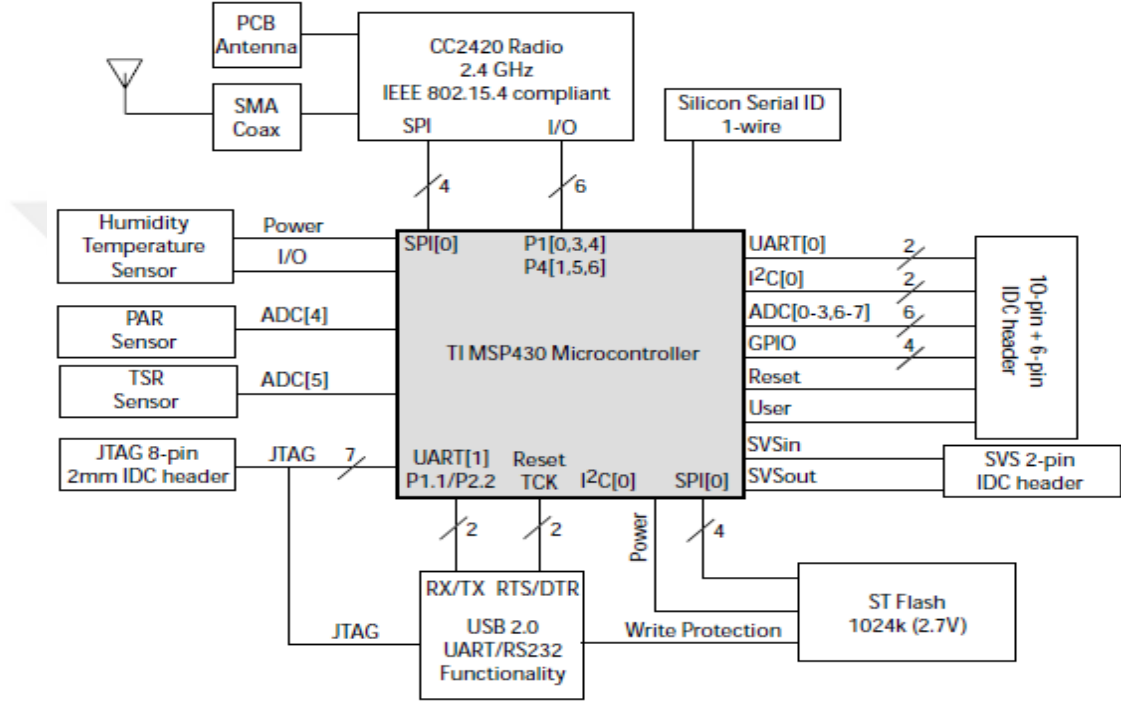 PCB
Antenna
CC2420 Radio
2.4 GHz
IEEE 802.15.4 compliant
SPI
I/O
SMA
Coax
Silicon Serial ID
1-wire
4
6
Humidity
Temperature
Sensor
Power
I/O
SPI[0]
P1[0,3,4]
P4[1,5,6]
UART[0]
2
I²C[0]
2
ADC[0-3,6-7]
6
GPIO
4
Reset
User
10-pin + 6-pin
IDC header
PAR
Sensor
ADC[4]
TI MSP430 Microcontroller
TSR
Sensor
ADC[5]
JTAG 8-pin
2mm IDC header
JTAG
7
UART[1]
P1.1/P2.2
Reset
TCK
I²C[0]
SPI[0]
SVSin
SVSout
SVS 2-pin
IDC header
2
2
Power
4
RX/TX RTS/DTR
USB 2.0
UART/RS232
Functionality
JTAG
Write Protection
ST Flash
1024k (2.7V)